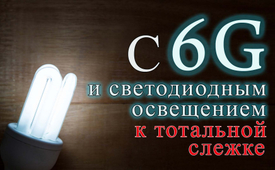 С 6G
и светодиодным
освещением
к тотальной
слежке